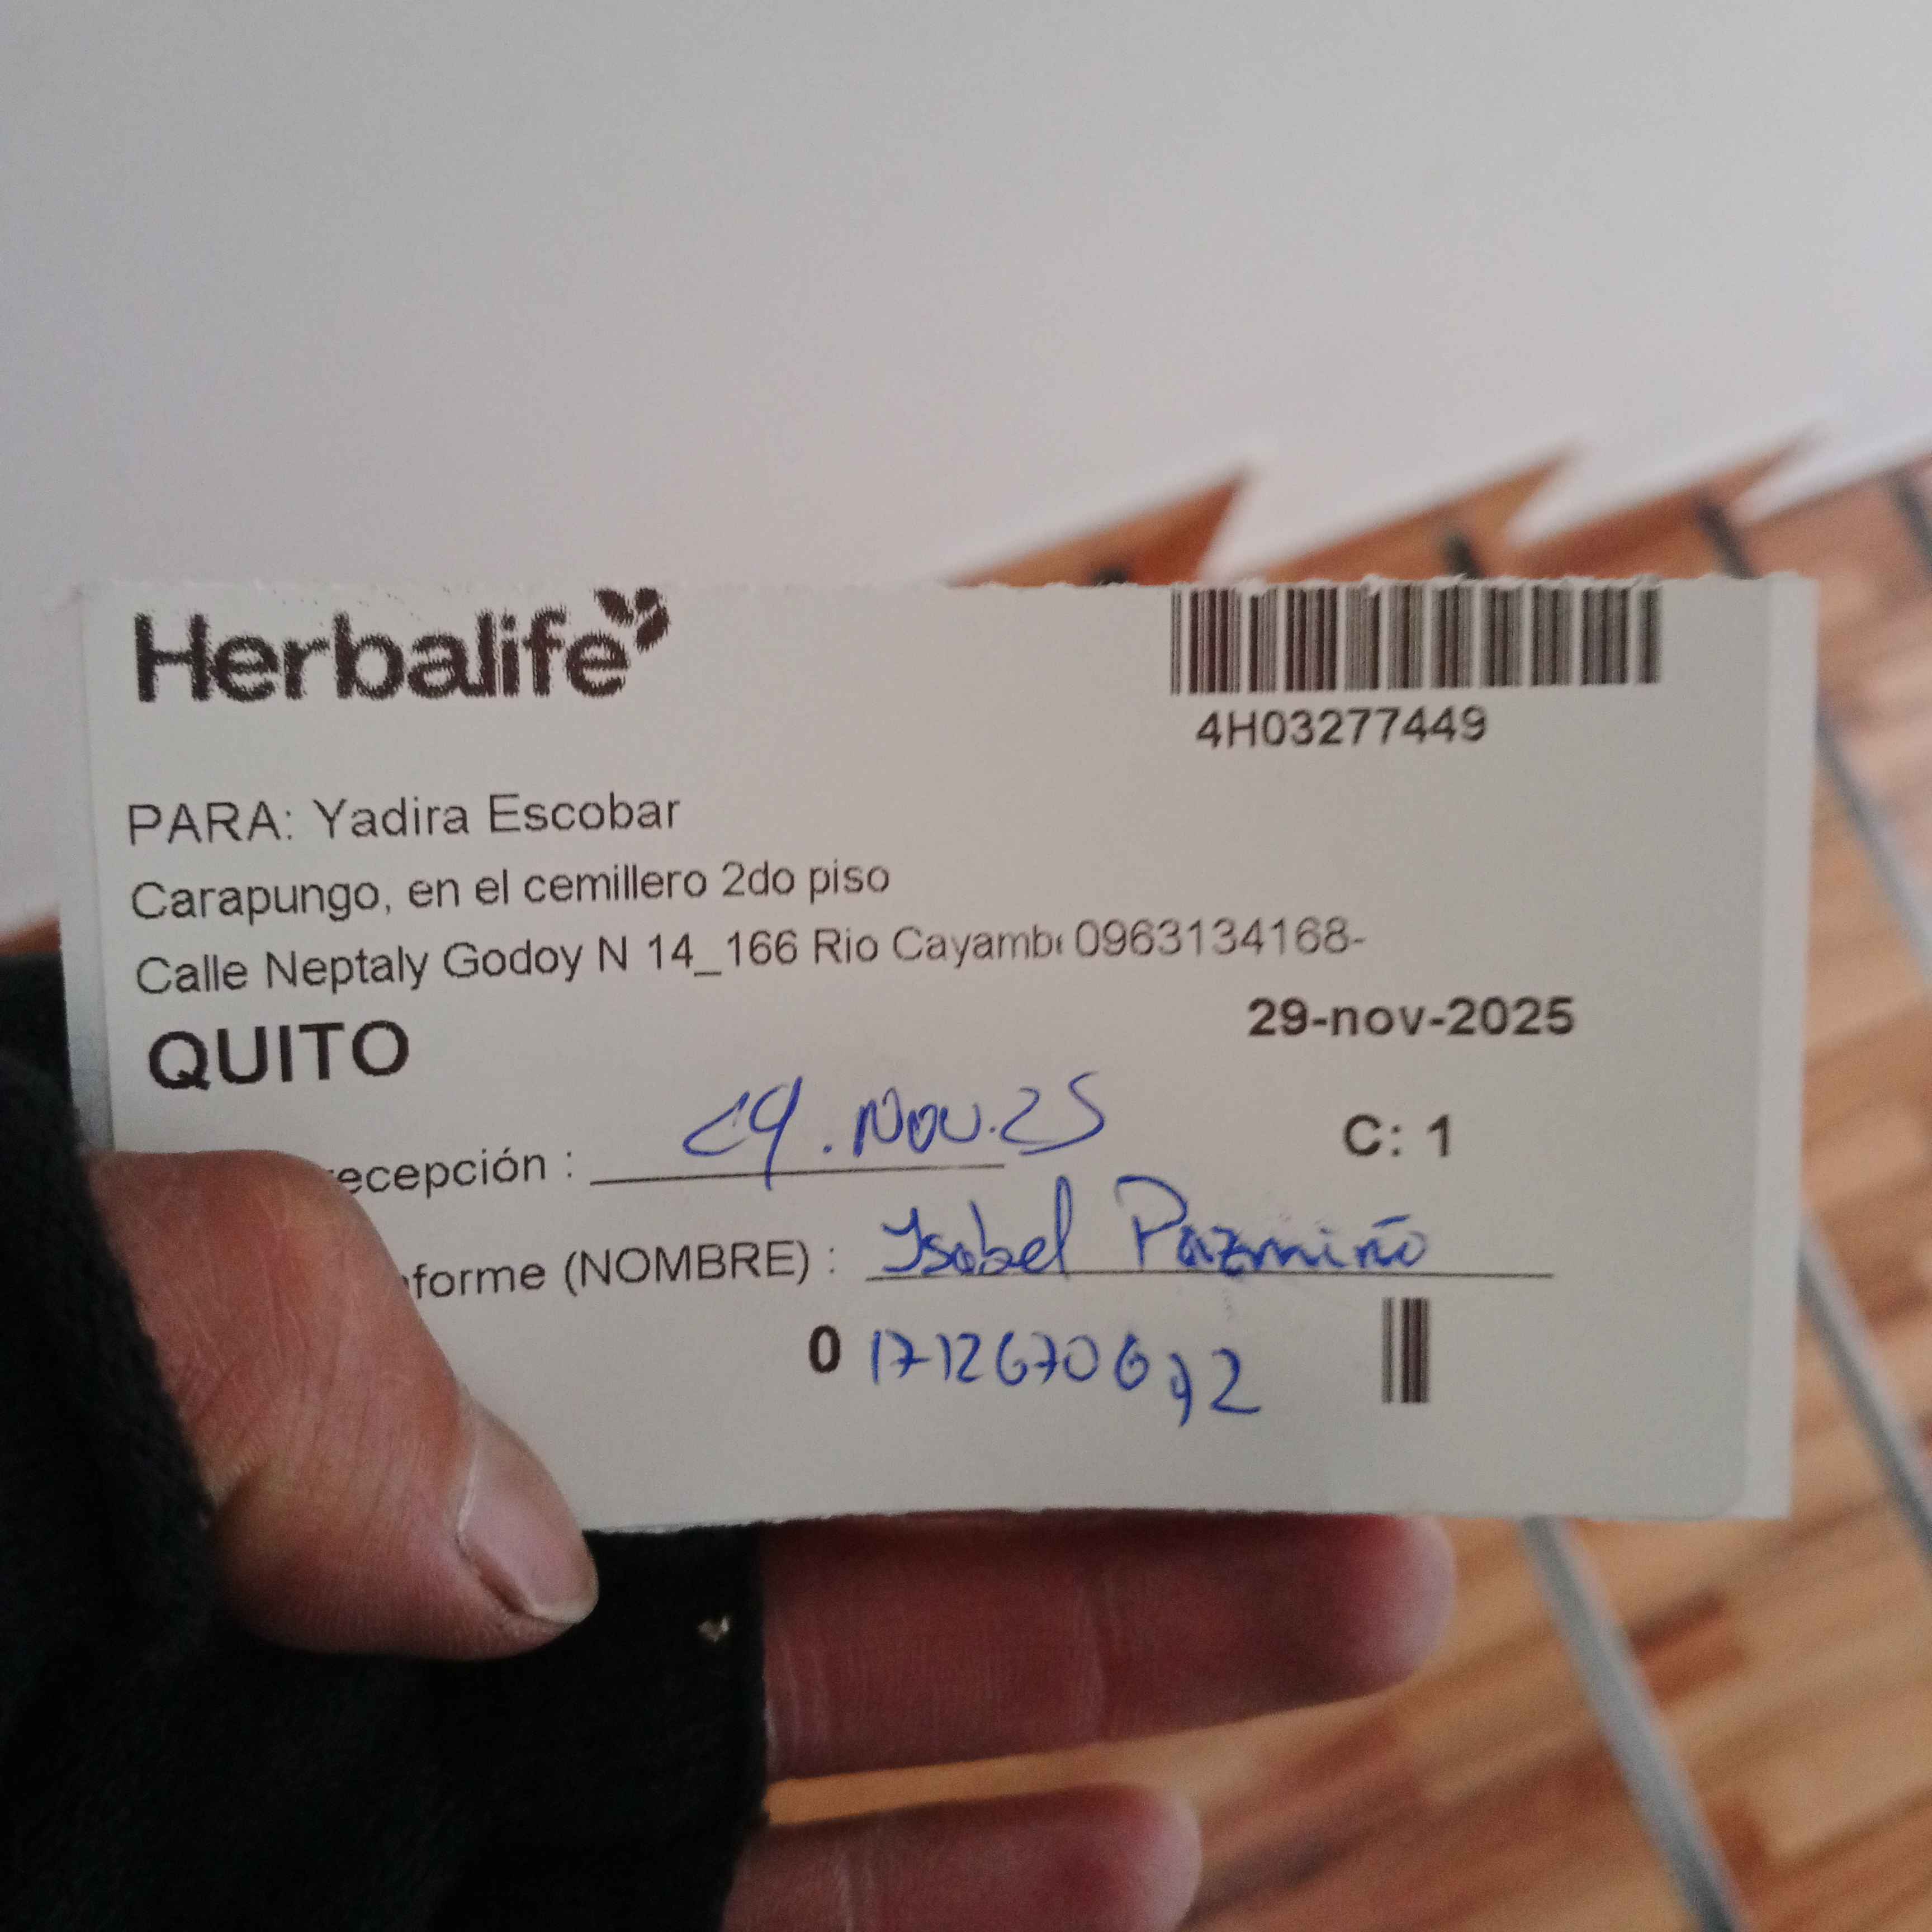 Herbalife
4H03277449
PARA: Yadira Escobar
Carapungo, en el cemillero 2do piso
Calle Neptaly Godoy N 14_166 Rio Cayamb 0963134168-
QUITO
29-nov-2025
ecepción : 29.Nov.25
C: 1
forme (NOMBRE) : Isabel Pazmiño
0 1712670672